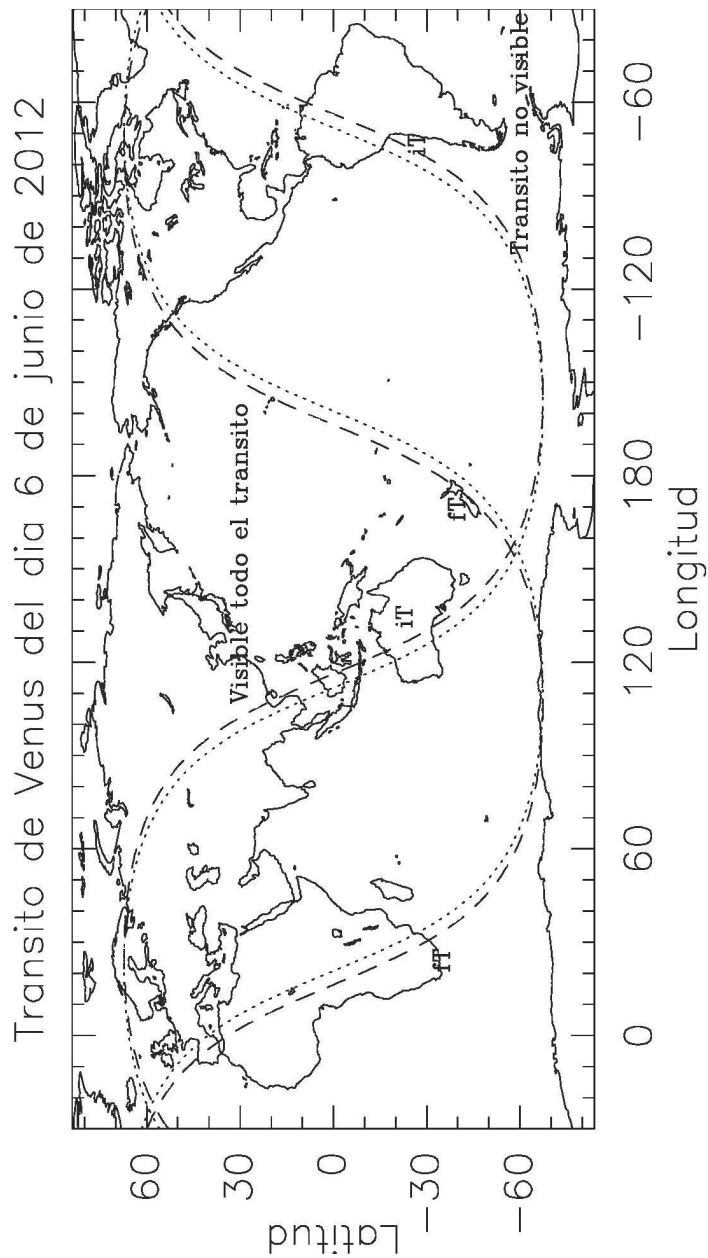 Transito de Venus del dia 6 de junio de 2012
Latitud
60
30
0
−30
−60
Visible todo el transito
iT
fT
iT
fT
Transito no visible
0
60
120
180
−120
−60
Longitud